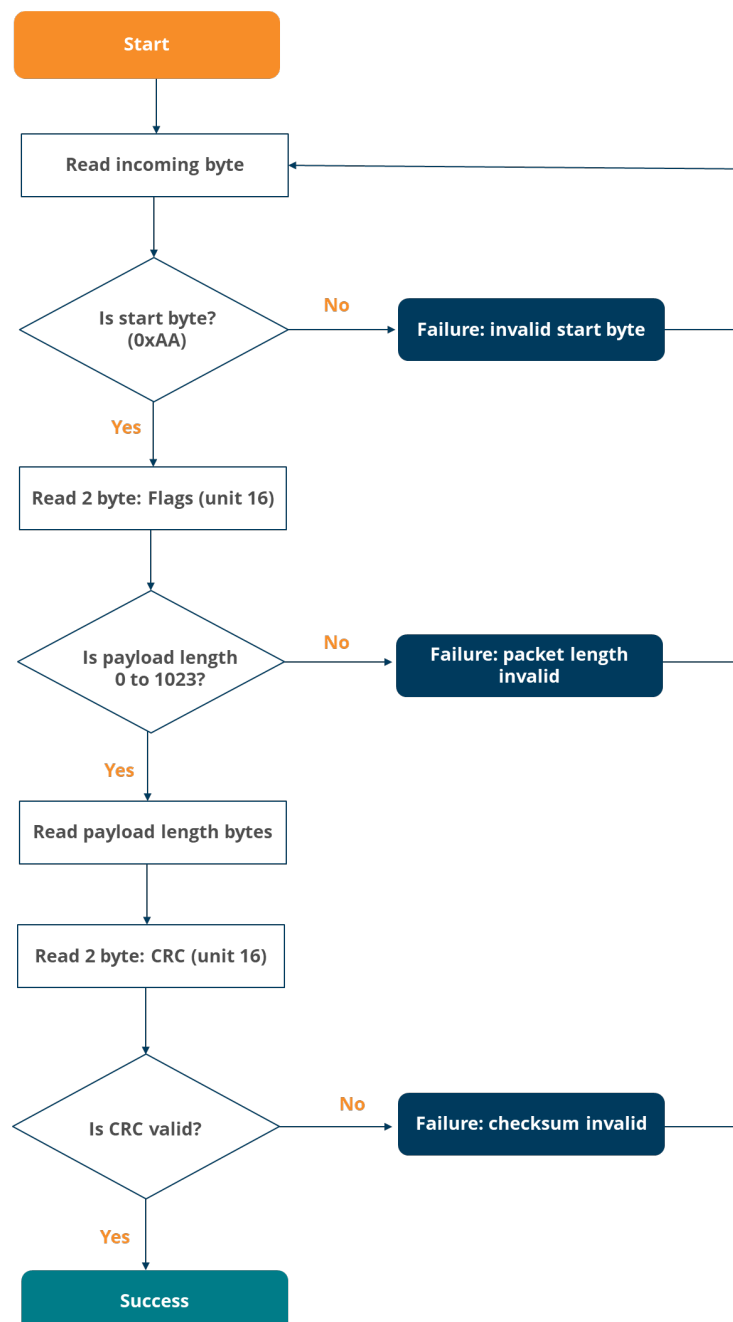 Start
Read incoming byte
Is start byte?
(0xAA)
No
Failure: invalid start byte
Yes
Read 2 byte: Flags (unit 16)
Is payload length
0 to 1023?
No
Failure: packet length
invalid
Yes
Read payload length bytes
Read 2 byte: CRC (unit 16)
Is CRC valid?
No
Failure: checksum invalid
Yes
Success